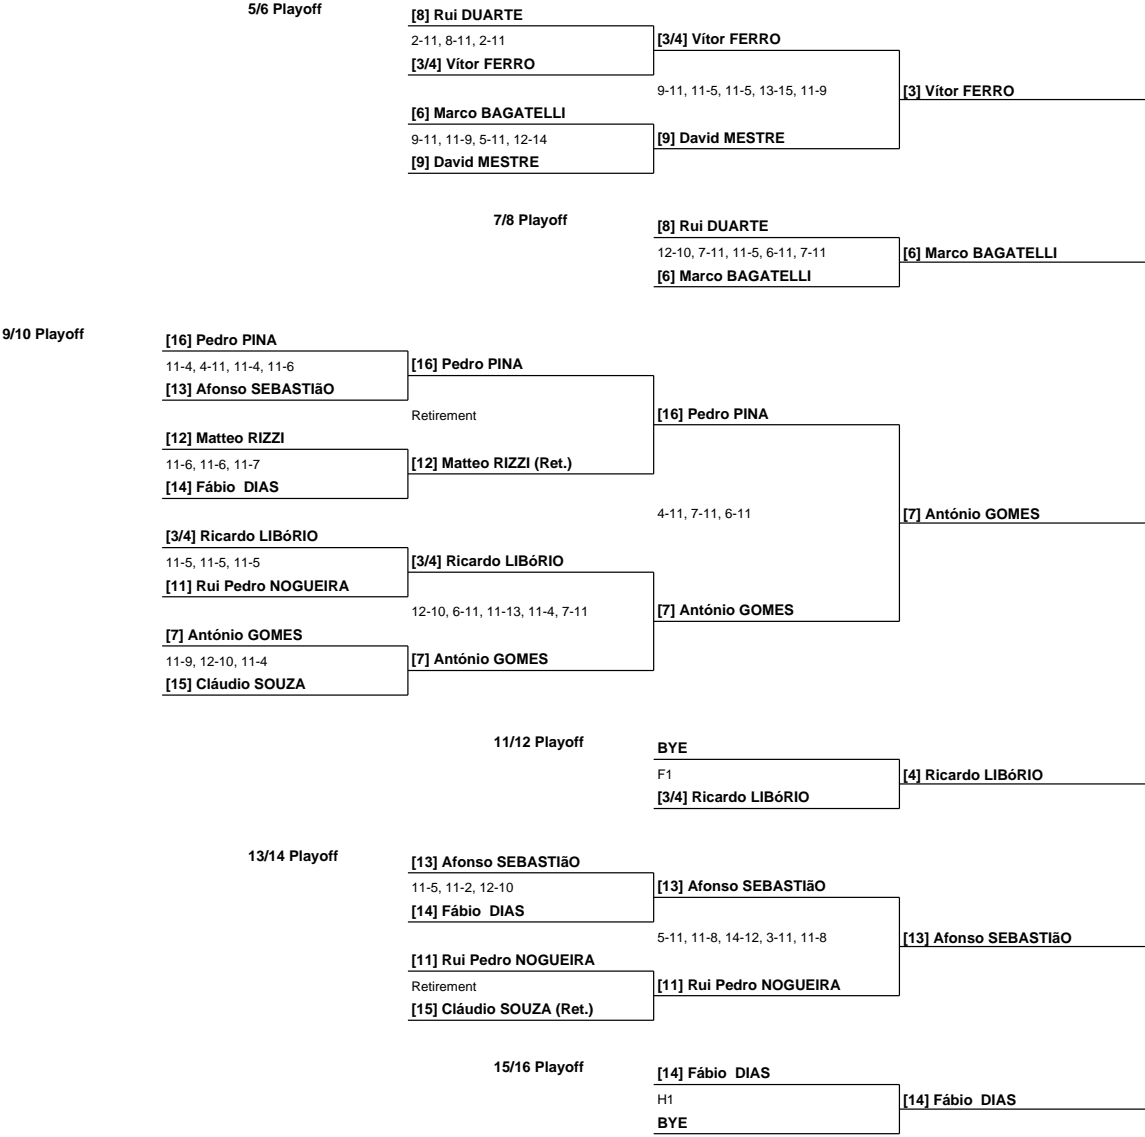 5/6 Playoff
[8] Rui DUARTE
2-11, 8-11, 2-11
[3/4] Vítor FERRO
[3/4] Vítor FERRO
9-11, 11-5, 11-5, 13-15, 11-9
[3] Vítor FERRO
[6] Marco BAGATELLI
9-11, 11-9, 5-11, 12-14
[9] David MESTRE
[9] David MESTRE
7/8 Playoff
[8] Rui DUARTE
12-10, 7-11, 11-5, 6-11, 7-11
[6] Marco BAGATELLI
[6] Marco BAGATELLI
9/10 Playoff
[16] Pedro PINA
11-4, 4-11, 11-4, 11-6
[16] Pedro PINA
[13] Afonso SEBASTIãO
Retirement
[16] Pedro PINA
[12] Matteo RIZZI
11-6, 11-6, 11-7
[12] Matteo RIZZI (Ret.)
[14] Fábio  DIAS
4-11, 7-11, 6-11
[7] António GOMES
[3/4] Ricardo LIBóRIO
11-5, 11-5, 11-5
[3/4] Ricardo LIBóRIO
[11] Rui Pedro NOGUEIRA
12-10, 6-11, 11-13, 11-4, 7-11
[7] António GOMES
[7] António GOMES
11-9, 12-10, 11-4
[7] António GOMES
[15] Cláudio SOUZA
11/12 Playoff
BYE
F1
[4] Ricardo LIBóRIO
[3/4] Ricardo LIBóRIO
13/14 Playoff
[13] Afonso SEBASTIãO
11-5, 11-2, 12-10
[13] Afonso SEBASTIãO
[14] Fábio  DIAS
5-11, 11-8, 14-12, 3-11, 11-8
[13] Afonso SEBASTIãO
[11] Rui Pedro NOGUEIRA
Retirement
[11] Rui Pedro NOGUEIRA
[15] Cláudio SOUZA (Ret.)
15/16 Playoff
[14] Fábio  DIAS
H1
[14] Fábio  DIAS
BYE